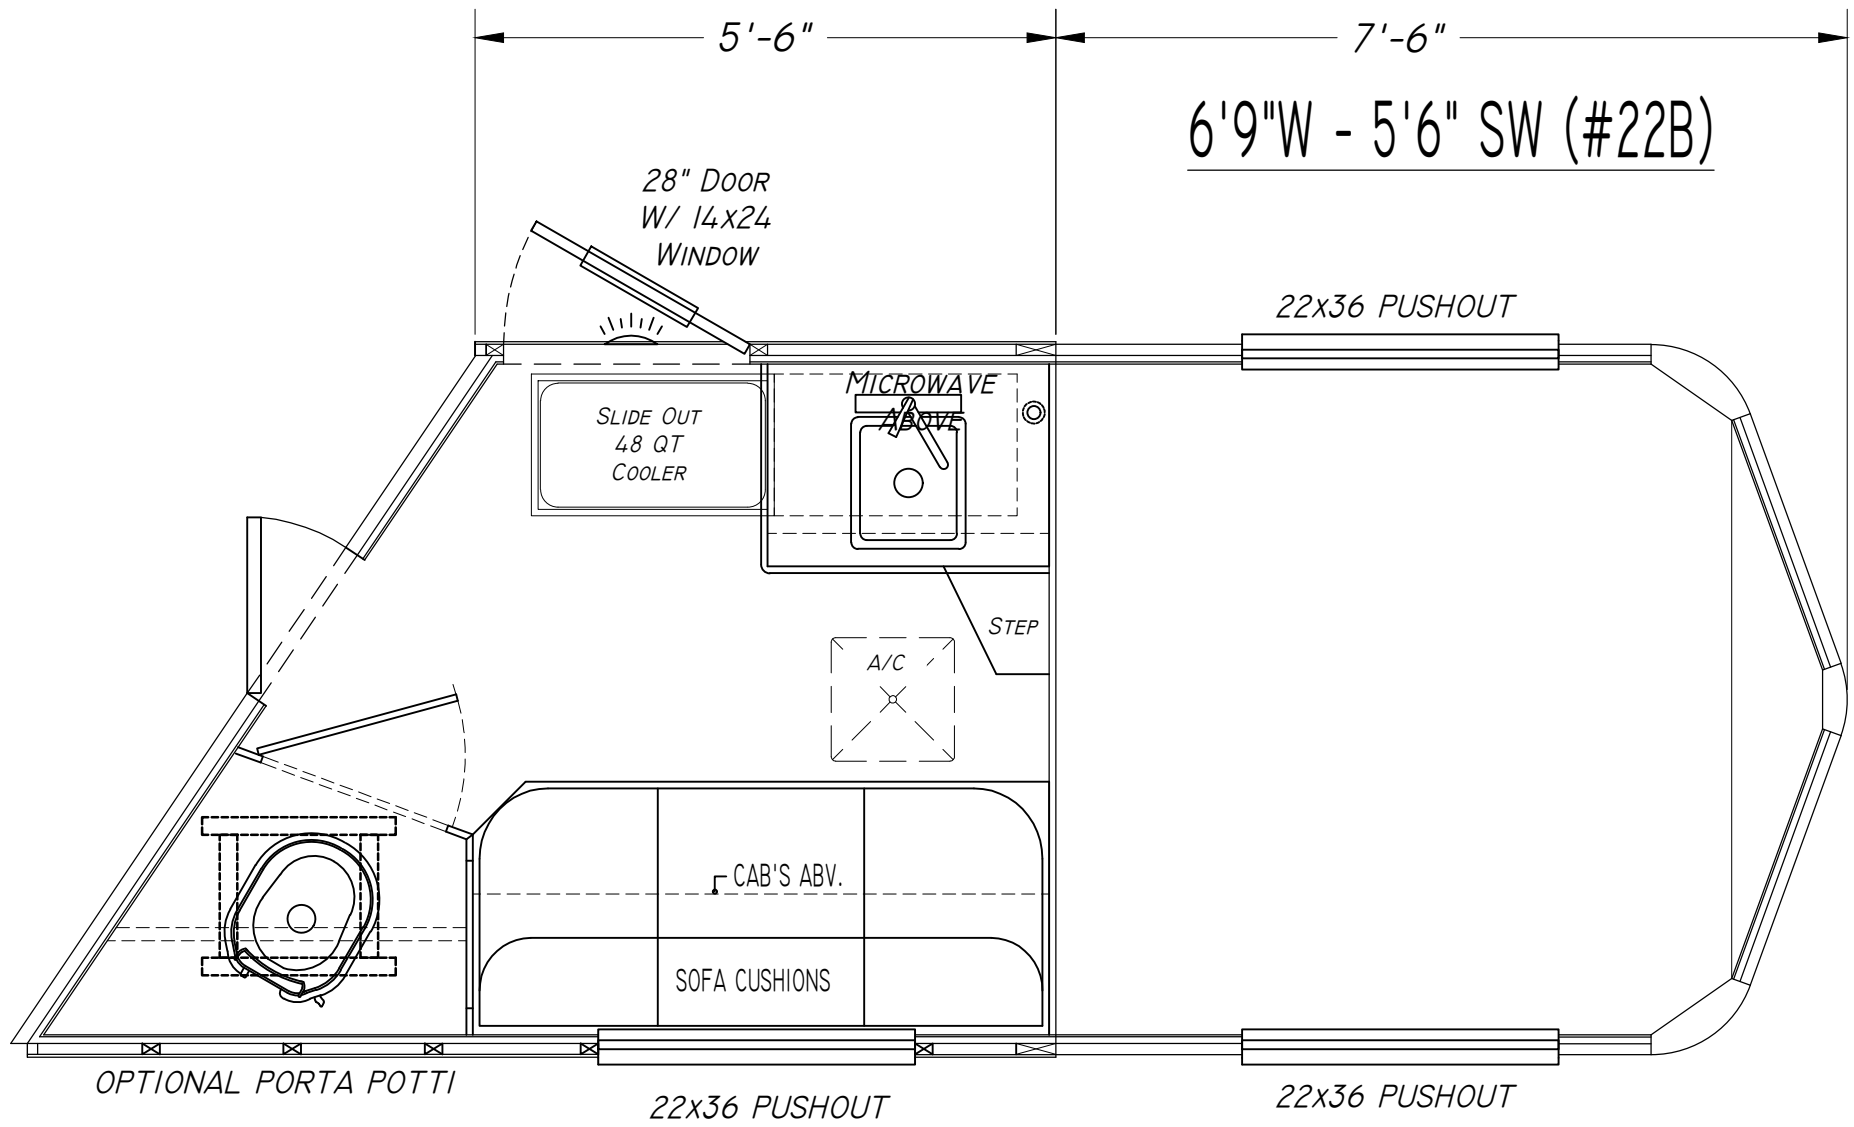 5'-6"
7'-6"
6'9"W - 5'6" SW (#22B)
28" DOOR
W/ 14X24
WINDOW
22X36 PUSHOUT
MICROWAVE
ABOVE
SLIDE OUT
48 QT
COOLER
STEP
A/C
CAB'S ABV.
SOFA CUSHIONS
OPTIONAL PORTA POTTI
22X36 PUSHOUT
22X36 PUSHOUT